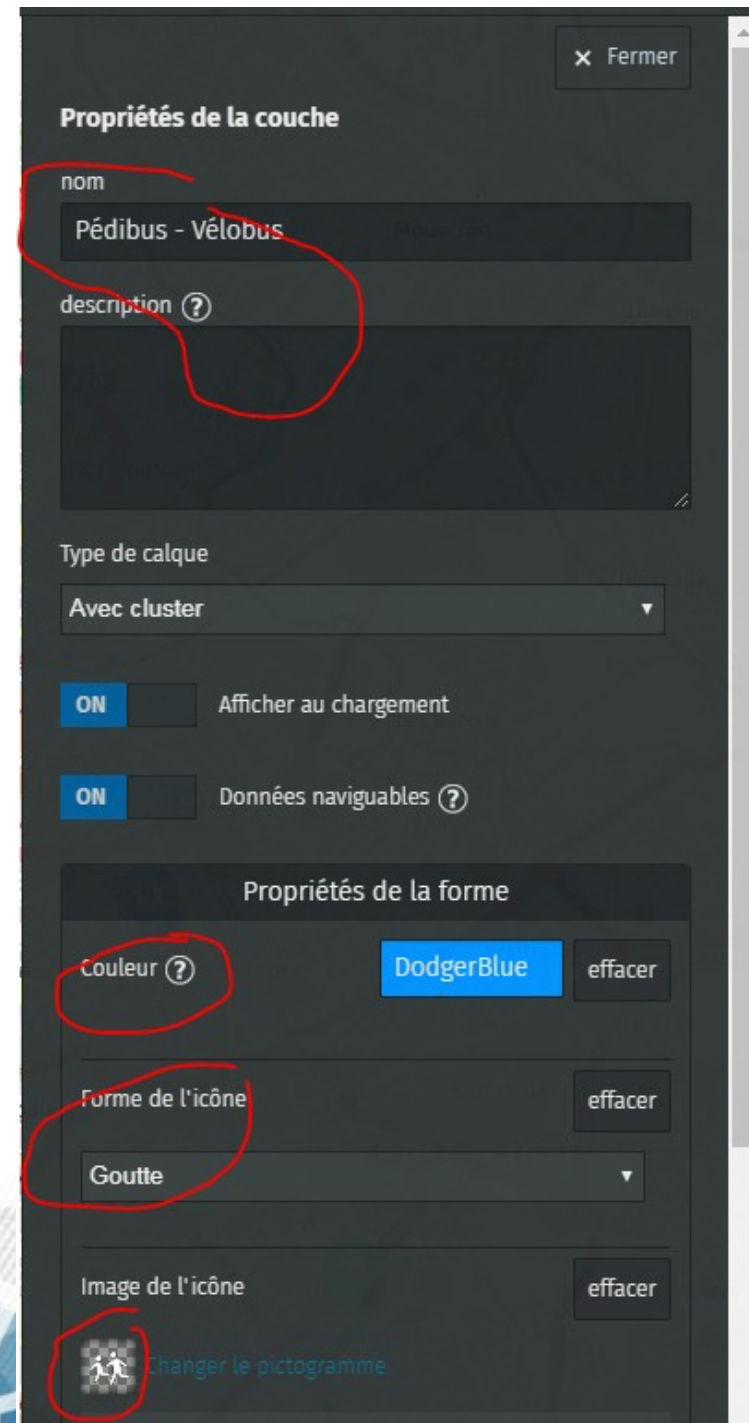 × Fermer
Propriétés de la couche
nom
Pédibus - Vélobus
description ?
Type de calque
Avec cluster
ON Afficher au chargement
ON Données naviguables ?
Propriétés de la forme
Couleur ? DodgerBlue effacer
Forme de l'icône effacer
Goutte
Image de l'icône effacer
Changer le pictogramme